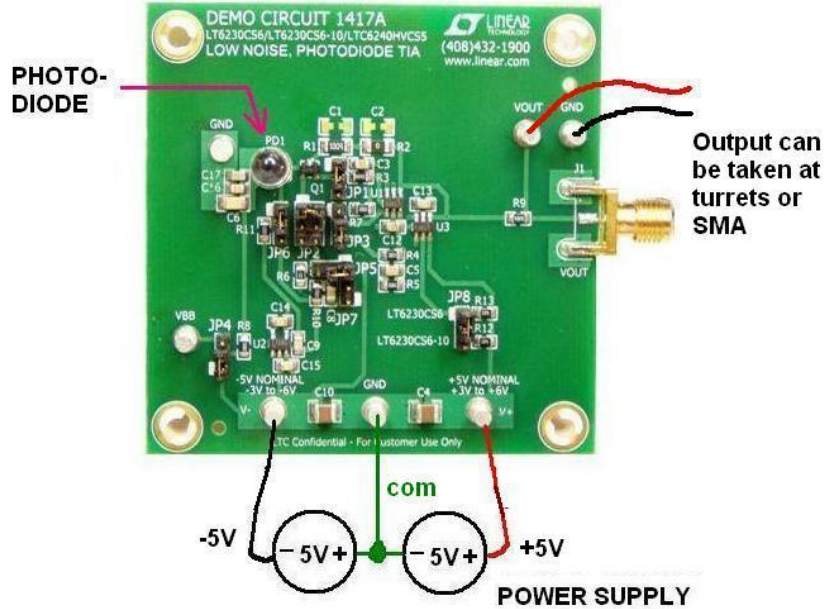 DEMO CIRCUIT 1417A
LT6230CS6/LT6230CS6-10/LTC6240HVCS5
LOW NOISE, PHOTODIODE TIA
LINEAR
TECHNOLOGY
(408)432-1900
www.linear.com
PHOTO-
DIODE
GND
PD1
C1
C2
VOUT
GND
Output can
be taken at
turrets or
SMA
R1
R2
C17
C3
R3
J1
Q1
JP1
U1
C13
C6
R7
R9
U3
R11
JP6
JP2
JP3
C12
VOUT
R6
JP5
R4
C5
R5
JP8
R13
VBB
JP4
R8
C14
R10
C8
JP7
LT6230CS6
R12
U2
C9
LT6230CS6-10
C15
-5V NOMINAL
-3V to -6V
C10
GND
C4
+5V NOMINAL
+3V to +6V
V-
V+
LTC Confidential - For Customer Use Only
com
-5V
- 5V +
- 5V +
+5V
POWER SUPPLY